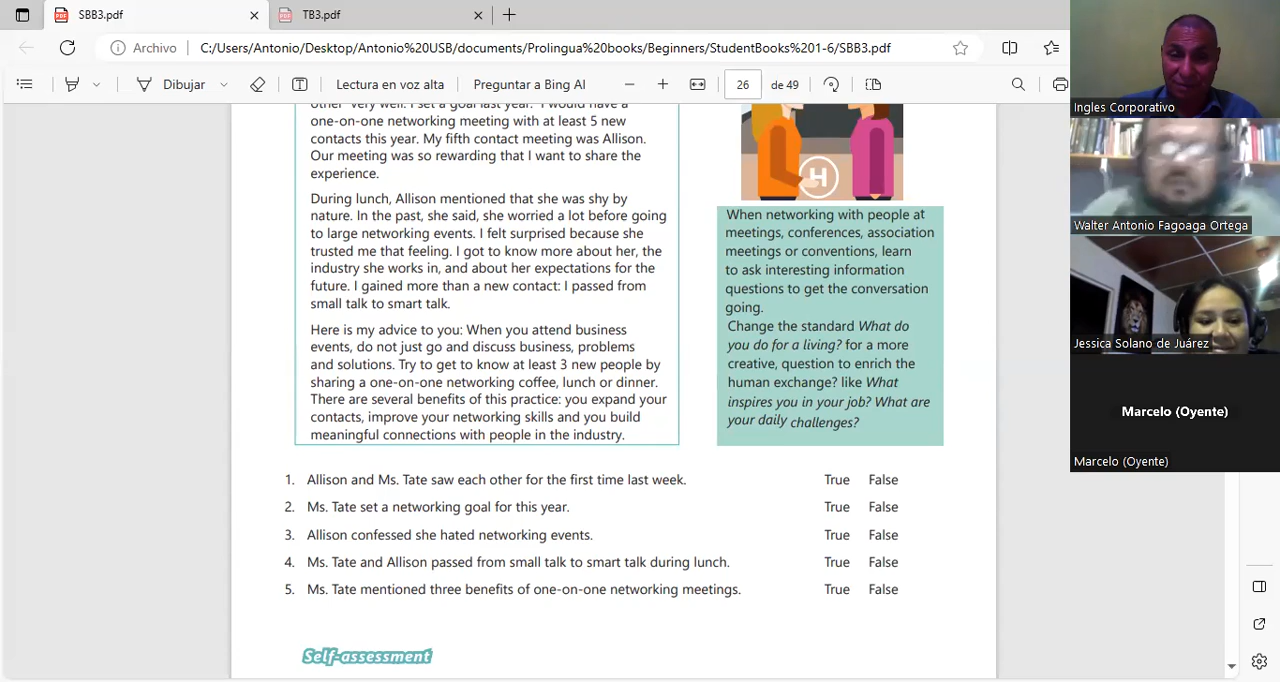 SBB3.pdf
TB3.pdf
Archivo
C:/Users/Antonio/Desktop/Antonio%20USB/documents/Prolingua%20books/Beginners/StudentBooks%201-6/SBB3.pdf
Dibujar
Lectura en voz alta
Preguntar a Bing AI
26
de 49
other very well. I set a goal last year: I would have a
one-on-one networking meeting with at least 5 new
contacts this year. My fifth contact meeting was Allison.
Our meeting was so rewarding that I want to share the
experience.
During lunch, Allison mentioned that she was shy by
nature. In the past, she said, she worried a lot before going
to large networking events. I felt surprised because she
trusted me that feeling. I got to know more about her, the
industry she works in, and about her expectations for the
future. I gained more than a new contact: I passed from
small talk to smart talk.
Here is my advice to you: When you attend business
events, do not just go and discuss business, problems
and solutions. Try to get to know at least 3 new people by
sharing a one-on-one networking coffee, lunch or dinner.
There are several benefits of this practice: you expand your
contacts, improve your networking skills and you build
meaningful connections with people in the industry.
H
When networking with people at
meetings, conferences, association
meetings or conventions, learn
to ask interesting information
questions to get the conversation
going.
Change the standard What do
you do for a living? for a more
creative, question to enrich the
human exchange? like What
inspires you in your job? What are
your daily challenges?
1. Allison and Ms. Tate saw each other for the first time last week. True False
2. Ms. Tate set a networking goal for this year. True False
3. Allison confessed she hated networking events. True False
4. Ms. Tate and Allison passed from small talk to smart talk during lunch. True False
5. Ms. Tate mentioned three benefits of one-on-one networking meetings. True False
Self-assessment
Ingles Corporativo
Walter Antonio Fagoaga Ortega
Jessica Solano de Juárez
Marcelo (Oyente)
Marcelo (Oyente)